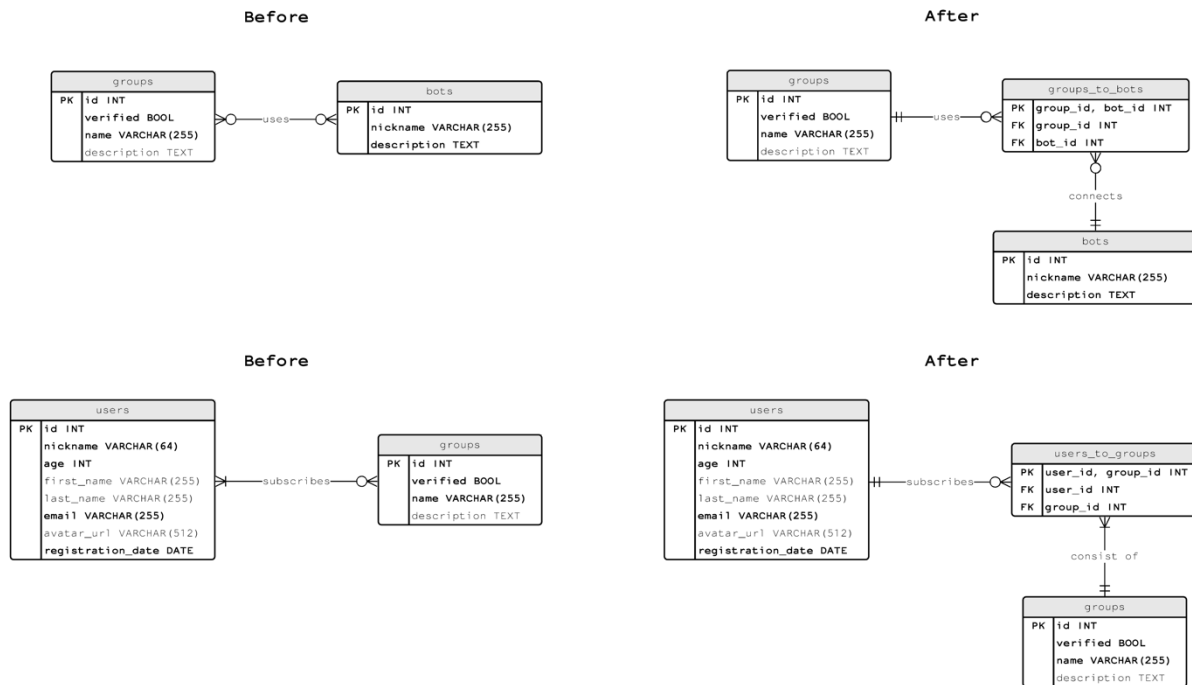 Before
groups
PK id INT
verified BOOL
name VARCHAR(255)
description TEXT
uses
bots
PK id INT
nickname VARCHAR(255)
description TEXT
After
groups
PK id INT
verified BOOL
name VARCHAR(255)
description TEXT
uses
groups_to_bots
PK group_id, bot_id INT
FK group_id INT
FK bot_id INT
connects
bots
PK id INT
nickname VARCHAR(255)
description TEXT
Before
users
PK id INT
nickname VARCHAR(64)
age INT
first_name VARCHAR(255)
last_name VARCHAR(255)
email VARCHAR(255)
avatar_url VARCHAR(512)
registration_date DATE
subscribes
groups
PK id INT
verified BOOL
name VARCHAR(255)
description TEXT
After
users
PK id INT
nickname VARCHAR(64)
age INT
first_name VARCHAR(255)
last_name VARCHAR(255)
email VARCHAR(255)
avatar_url VARCHAR(512)
registration_date DATE
subscribes
users_to_groups
PK user_id, group_id INT
FK user_id INT
FK group_id INT
consist of
groups
PK id INT
verified BOOL
name VARCHAR(255)
description TEXT